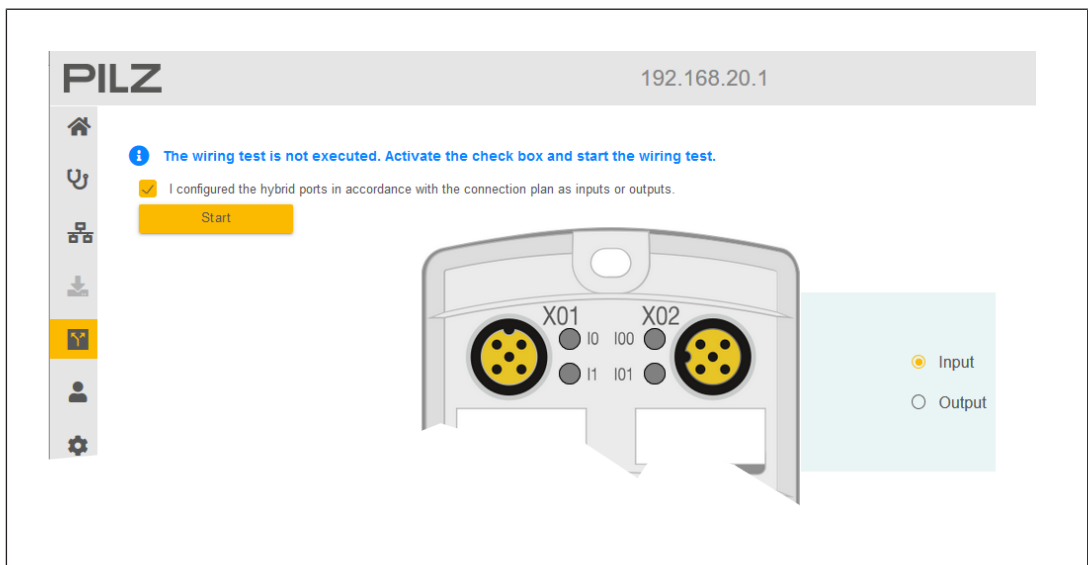 PILZ
192.168.20.1
The wiring test is not executed. Activate the check box and start the wiring test.
I configured the hybrid ports in accordance with the connection plan as inputs or outputs.
Start
X01 X02
I0 I00
I1 I01
Input
Output